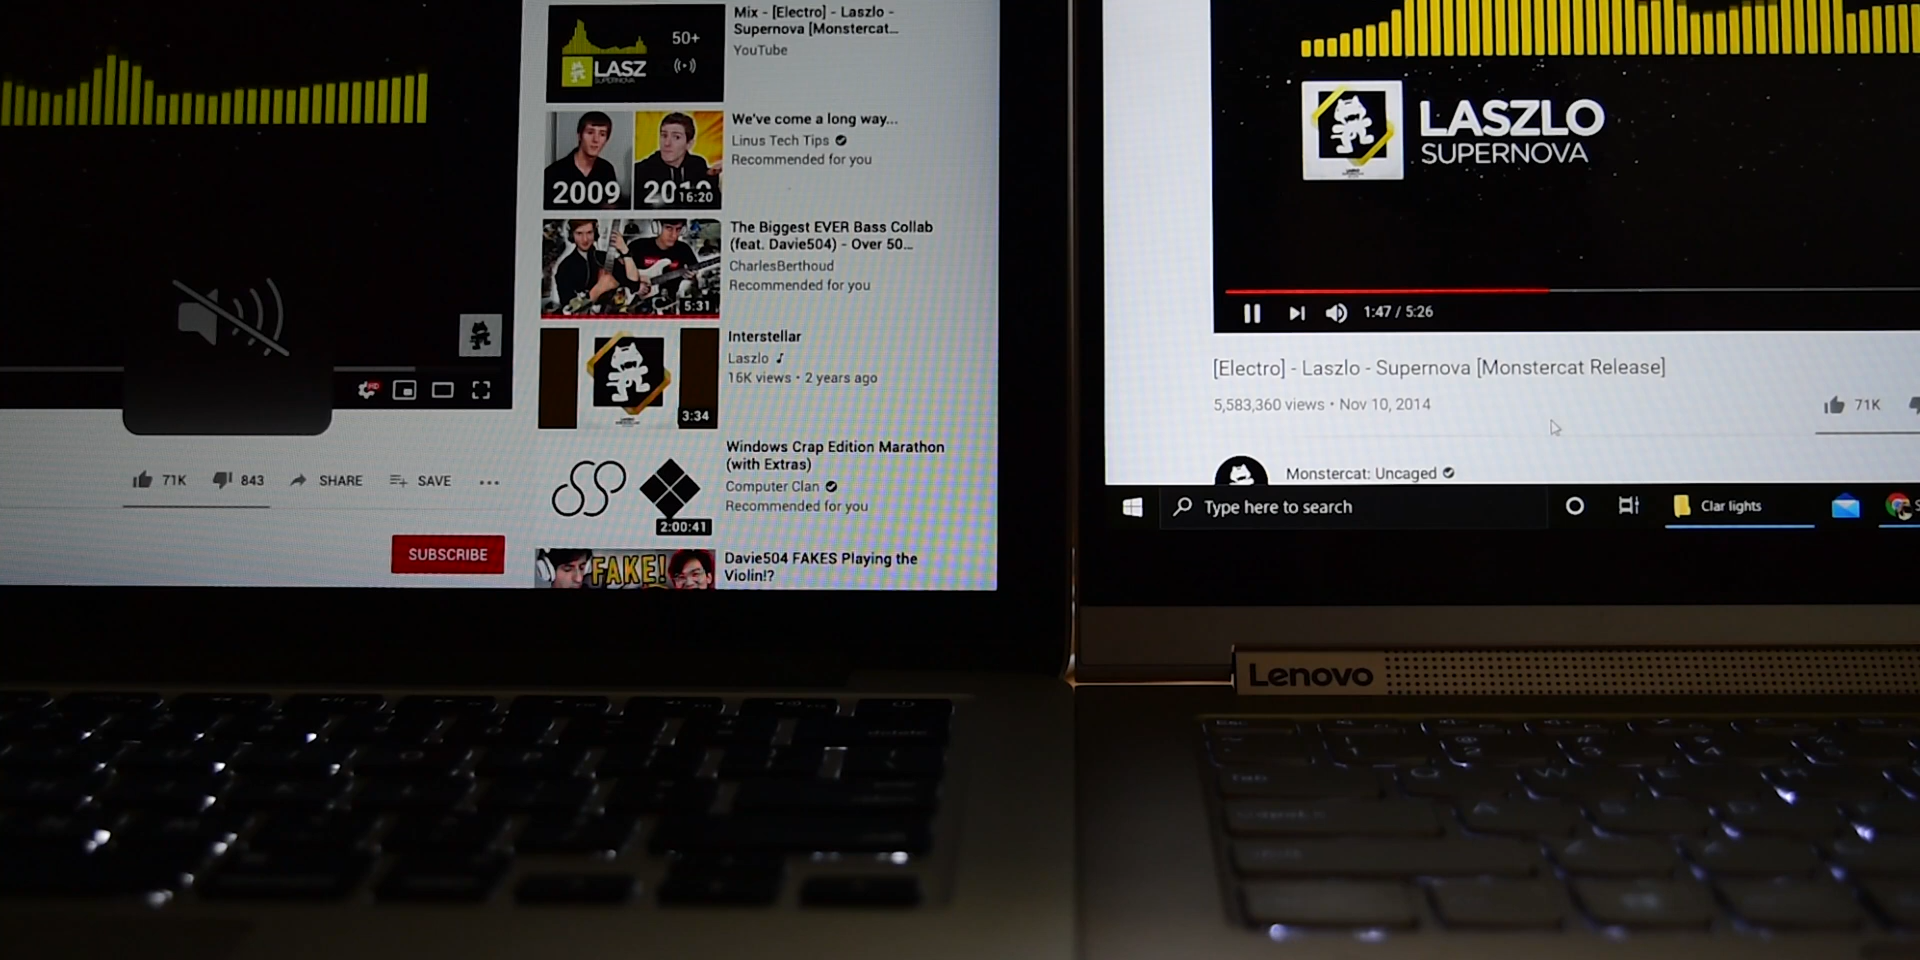 Mix - [Electro] - Laszlo -
Supernova [Monstercat...
YouTube
50+
LASZ
SUPERNOVA
We've come a long way...
Linus Tech Tips
Recommended for you
2009
16:20
The Biggest EVER Bass Collab
(feat. Davie504) - Over 50...
CharlesBerthoud
Recommended for you
5:31
Interstellar
Laszlo
16K views • 2 years ago
3:34
Windows Crap Edition Marathon
(with Extras)
Computer Clan
Recommended for you
2:00:41
Davie504 FAKES Playing the
Violin!?
FAKE!
HD
71K
843
SHARE
SAVE
SUBSCRIBE
delete
LASZLO
SUPERNOVA
1:47 / 5:26
[Electro] - Laszlo - Supernova [Monstercat Release]
5,583,360 views • Nov 10, 2014
71K
Monstercat: Uncaged
Type here to search
Clar lights
Lenovo
Esc
Tab